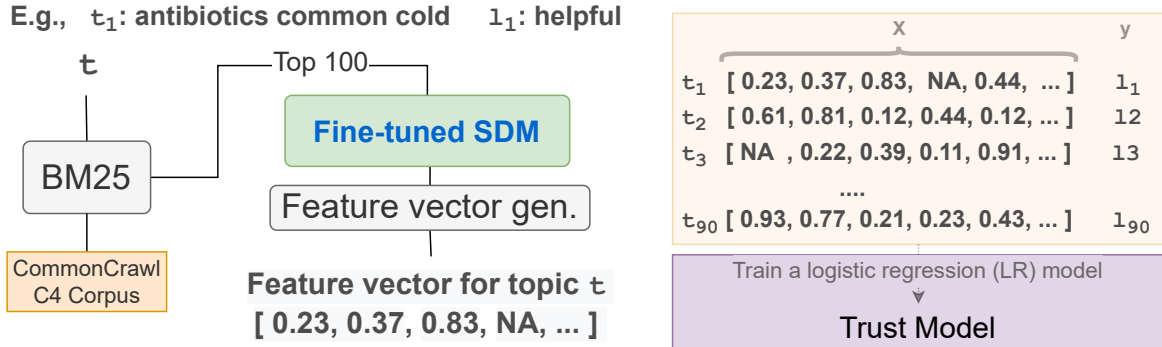 E.g., t1: antibiotics common cold l1: helpful
t
Top 100
Fine-tuned SDM
BM25
Feature vector gen.
CommonCrawl
C4 Corpus
Feature vector for topic t
[ 0.23, 0.37, 0.83, NA, ... ]
X y
t1 [ 0.23, 0.37, 0.83, NA, 0.44, ... ] l1
t2 [ 0.61, 0.81, 0.12, 0.44, 0.12, ... ] l2
t3 [ NA , 0.22, 0.39, 0.11, 0.91, ... ] l3
....
t90 [ 0.93, 0.77, 0.21, 0.23, 0.43, ... ] l90
Train a logistic regression (LR) model
Trust Model